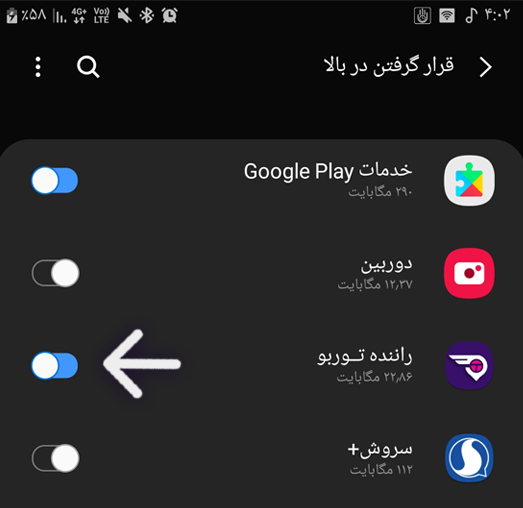 ٪۵۸ 4G+ Vo)) LTE ۴:۰۲
قرار گرفتن در بالا
خدمات Google Play
۲۹۰ مگابایت
دوربین
۱۲٫۳۷ مگابایت
راننده تــوربو
۲۲٫۸۶ مگابایت
سروش+
۱۱۲ مگابایت